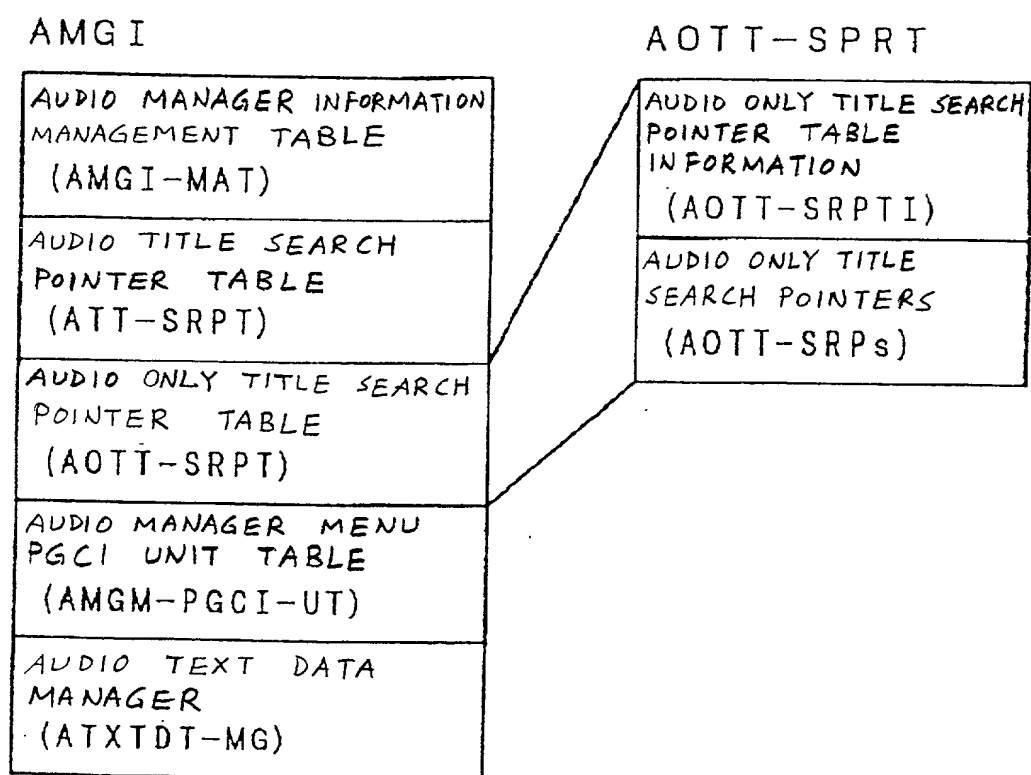 AMGI
AUDIO MANAGER INFORMATION
MANAGEMENT TABLE
(AMGI-MAT)
AUDIO TITLE SEARCH
POINTER TABLE
(ATT-SRPT)
AUDIO ONLY TITLE SEARCH
POINTER TABLE
(AOTT-SRPT)
AUDIO MANAGER MENU
PGCI UNIT TABLE
(AMGM-PGCI-UT)
AUDIO TEXT DATA
MANAGER
(ATXTDT-MG)
AOTT-SPRT
AUDIO ONLY TITLE SEARCH
POINTER TABLE
INFORMATION
(AOTT-SRPTI)
AUDIO ONLY TITLE
SEARCH POINTERS
(AOTT-SRPs)